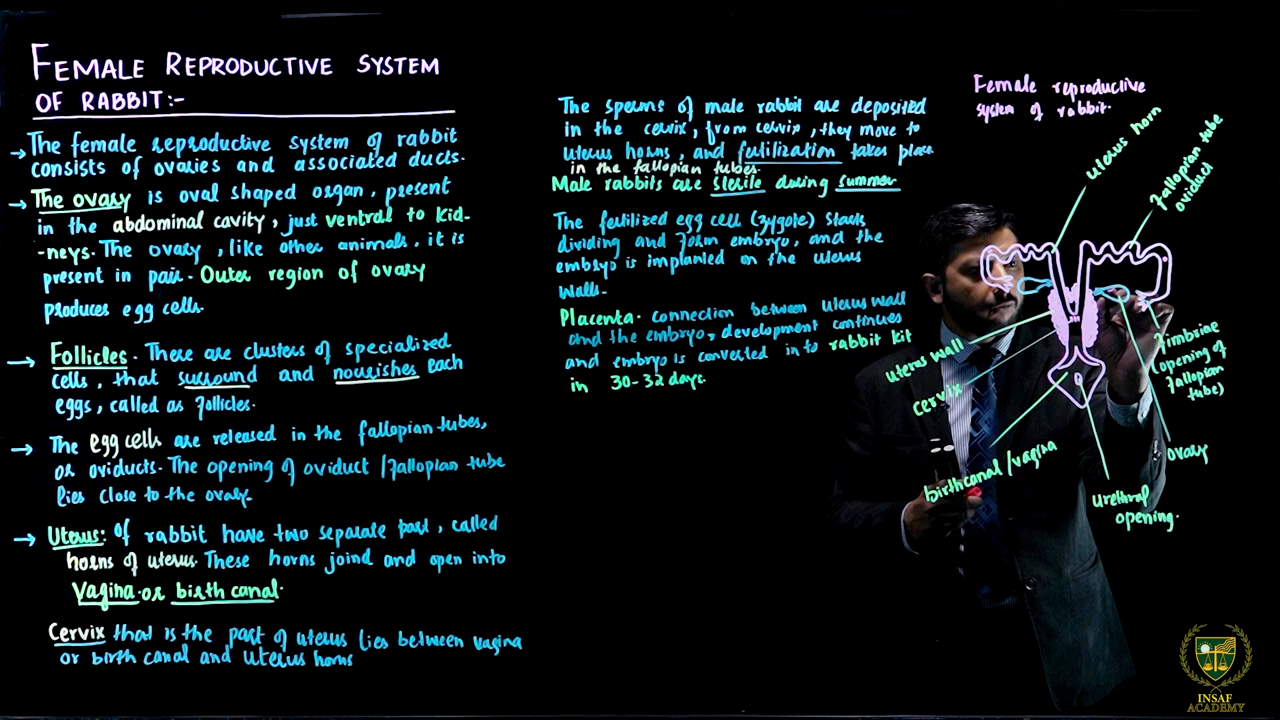 FEMALE REPRODUCTIVE SYSTEM
OF RABBIT:-
→ The female reproductive system of rabbit
consists of ovaries and associated ducts.
→ The ovary is oval shaped organ, present
in the abdominal cavity, just ventral to kid-
-neys. The ovary, like other animals, it is
present in pair. Outer region of ovary
produces egg cells.
→ Follicles. There are clusters of specialized
cells, that surround and nourishes each
eggs, called as follicles.
→ The egg cells are released in the fallopian tubes,
or oviducts. The opening of oviduct / fallopian tube
lies close to the ovary.
→ Uterus: of rabbit have two separate part, called
horns of uterus. These horns joind and open into
Vagina or birth canal.
Cervix that is the part of uterus lies between vagina
or birth canal and uterus horns
The sperms of male rabbit are deposited
in the cervix, from cervix, they move to
uterus horns, and fertilization takes place
in the fallopian tubes.
Male rabbits are sterile during summer
The fertilized egg cell (zygote) starts
dividing and form embryo, and the
embryo is implanted on the uterus
walls.
Placenta. connection between uterus wall
and the embryo, development continues
and embryo is converted into rabbit kit
in 30-32 days.
Female reproductive
system of rabbit.
uterus horn
fallopian tube
oviduct
uterus wall
cervix
birthcanal / vagina
urethral
opening.
ovary
fimbriae
(opening of
fallopian
tube)
INSAF
ACADEMY